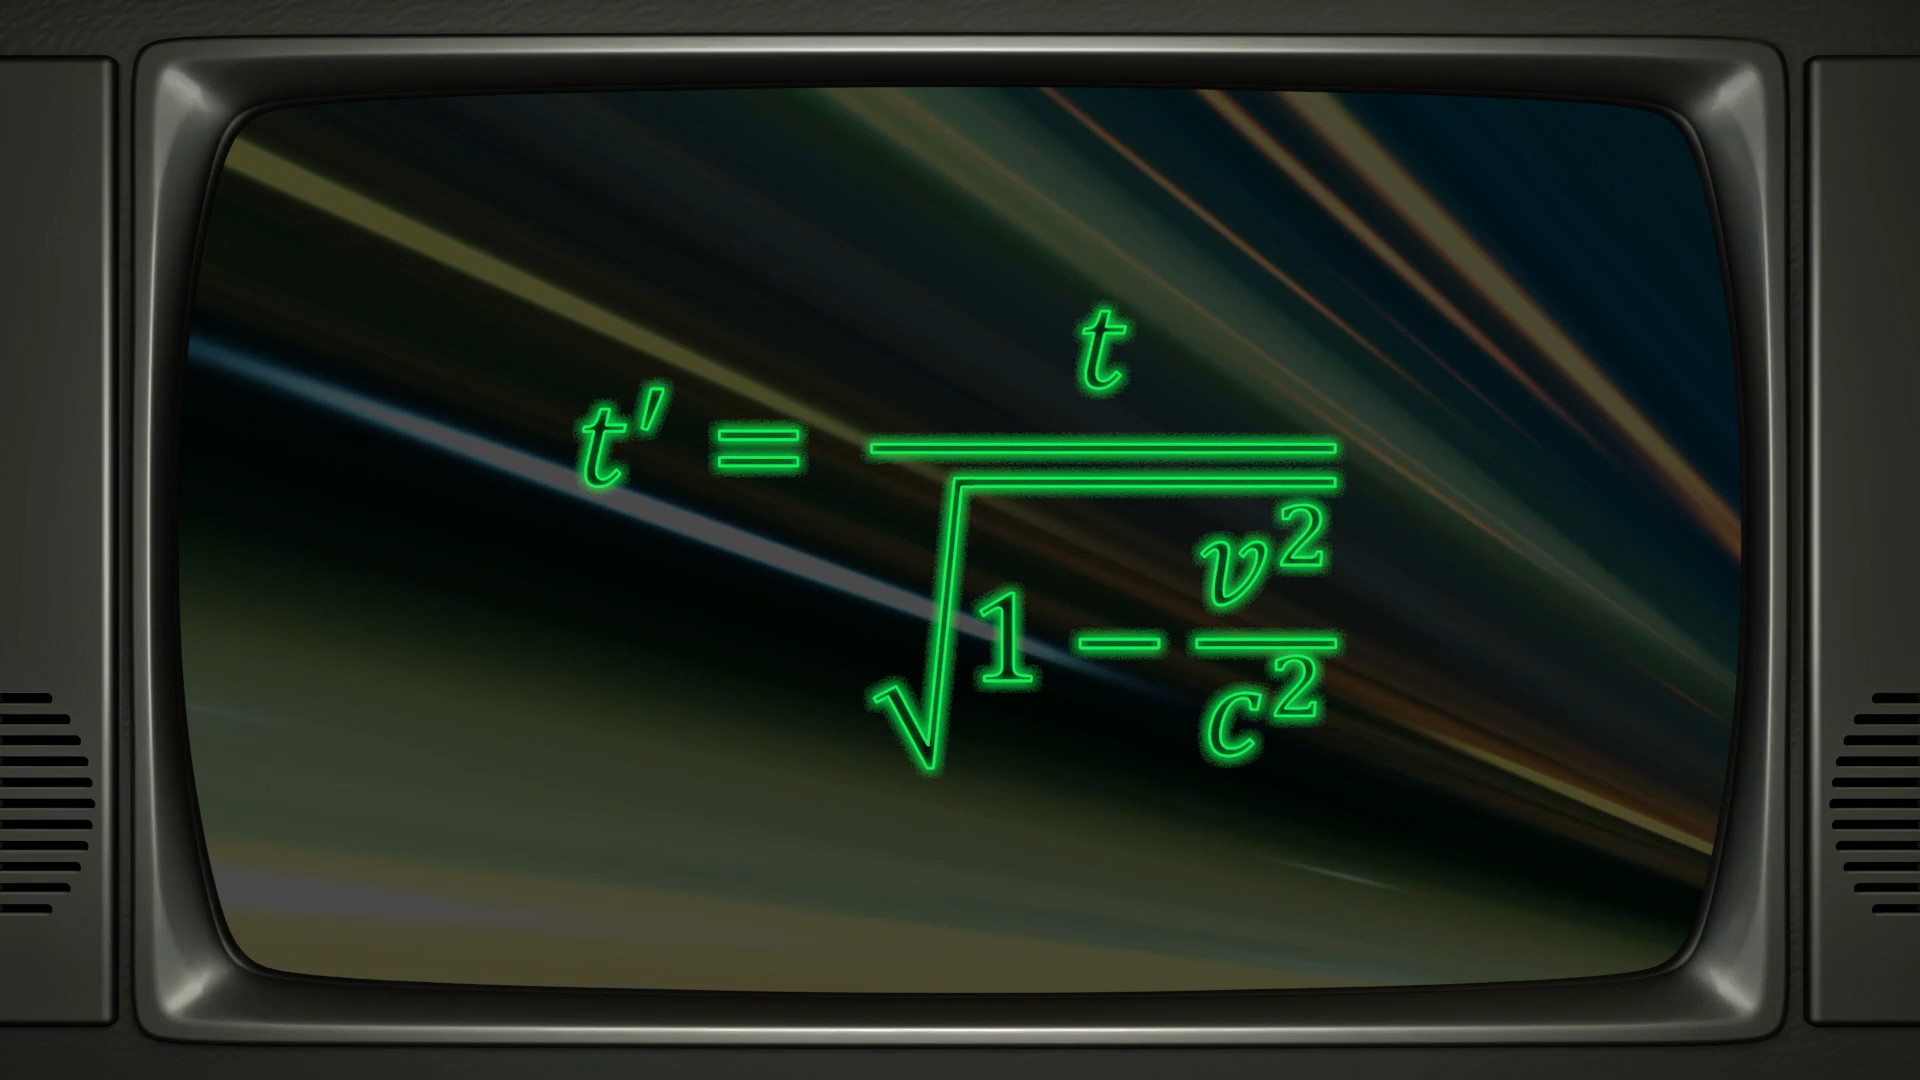 t′ = t / √(1 − v²/c²)